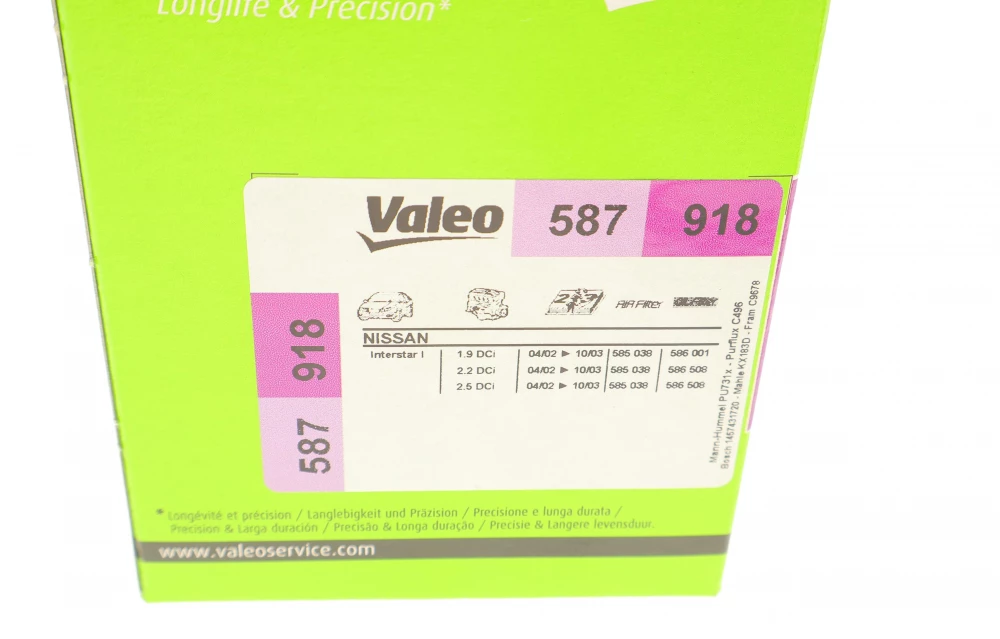 Longlife & Precision*
Valeo 587 918
AIR Filter
NISSAN
Interstar I 1.9 DCi 04/02 ► 10/03 585 038 586 001
2.2 DCi 04/02 ► 10/03 585 038 586 508
2.5 DCi 04/02 ► 10/03 585 038 586 508
587 918
Mann-Hummel PU731x - Purflux C496
Bosch 1457431720 - Mahle KX183D - Fram C9678
* Longévité et précision / Langlebigkeit und Präzision / Precisione e lunga durata /
Precision & Larga duración / Precisão & Longa duração / Precisie & Langere levensduur.
www.valeoservice.com